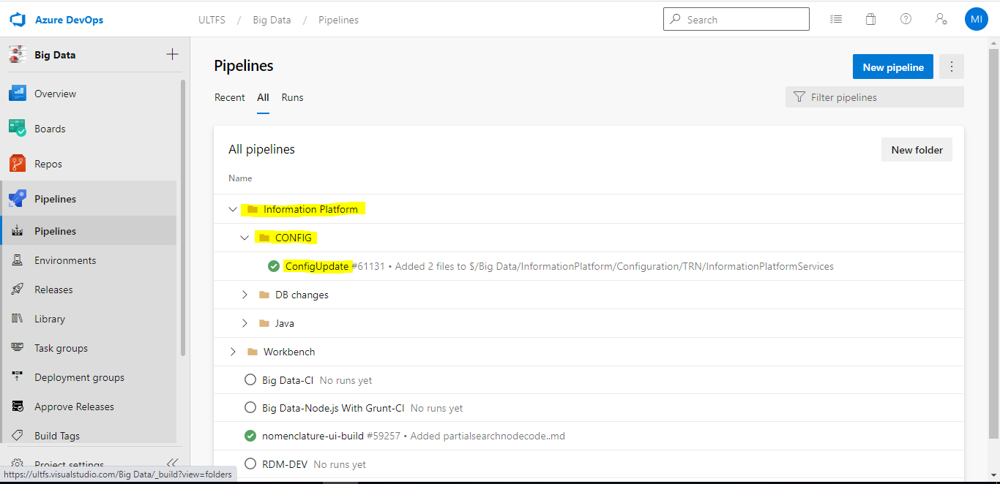 Azure DevOps
ULTFS / Big Data / Pipelines
Search
MI
Big Data
Overview
Boards
Repos
Pipelines
Pipelines
Environments
Releases
Library
Task groups
Deployment groups
Approve Releases
Build Tags
Project settings
https://ultfs.visualstudio.com/Big Data/_build?view=folders
Pipelines
New pipeline
Recent All Runs
Filter pipelines
All pipelines
New folder
Name
Information Platform
CONFIG
ConfigUpdate #61131 • Added 2 files to $/Big Data/InformationPlatform/Configuration/TRN/InformationPlatformServices
DB changes
Java
Workbench
Big Data-CI No runs yet
Big Data-Node.js With Grunt-CI No runs yet
nomenclature-ui-build #59257 • Added partialsearchnodecode..md
RDM-DEV No runs yet